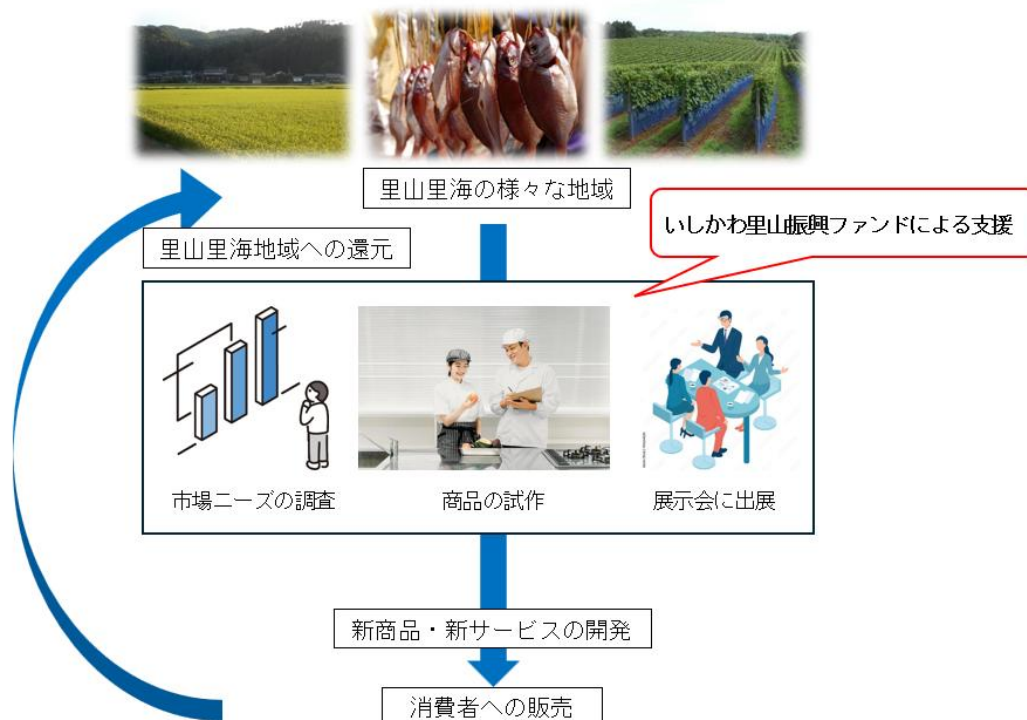 里山里海の様々な地域
いしかわ里山振興ファンドによる支援
里山里海地域への還元
市場ニーズの調査
商品の試作
展示会に出展
新商品・新サービスの開発
消費者への販売